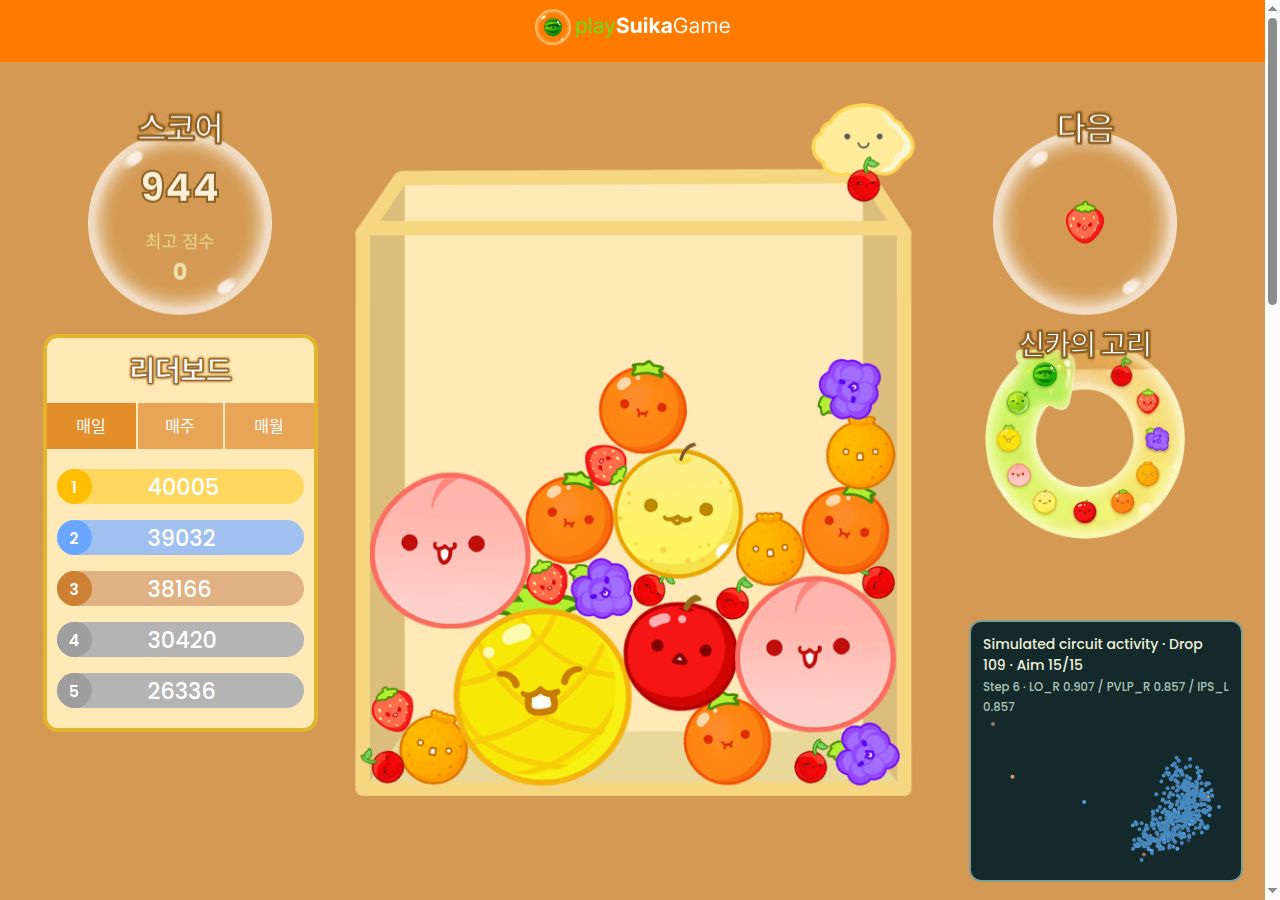 playSuikaGame
스코어
944
최고 점수
0
다음
리더보드
매일 매주 매월
1 40005
2 39032
3 38166
4 30420
5 26336
신카의 고리
Simulated circuit activity · Drop
109 · Aim 15/15
Step 6 · LO_R 0.907 / PVLP_R 0.857 / IPS_L
0.857